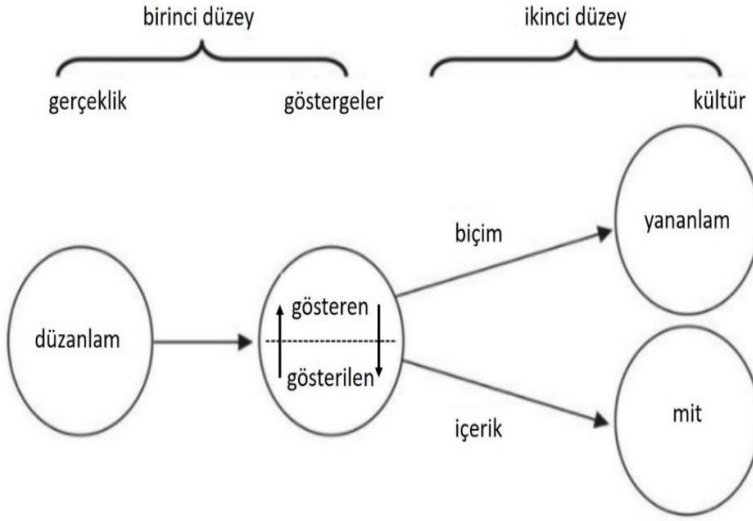 birinci düzey
ikinci düzey
gerçeklik
göstergeler
kültür
biçim
yananlam
düzanlam
gösteren
gösterilen
içerik
mit